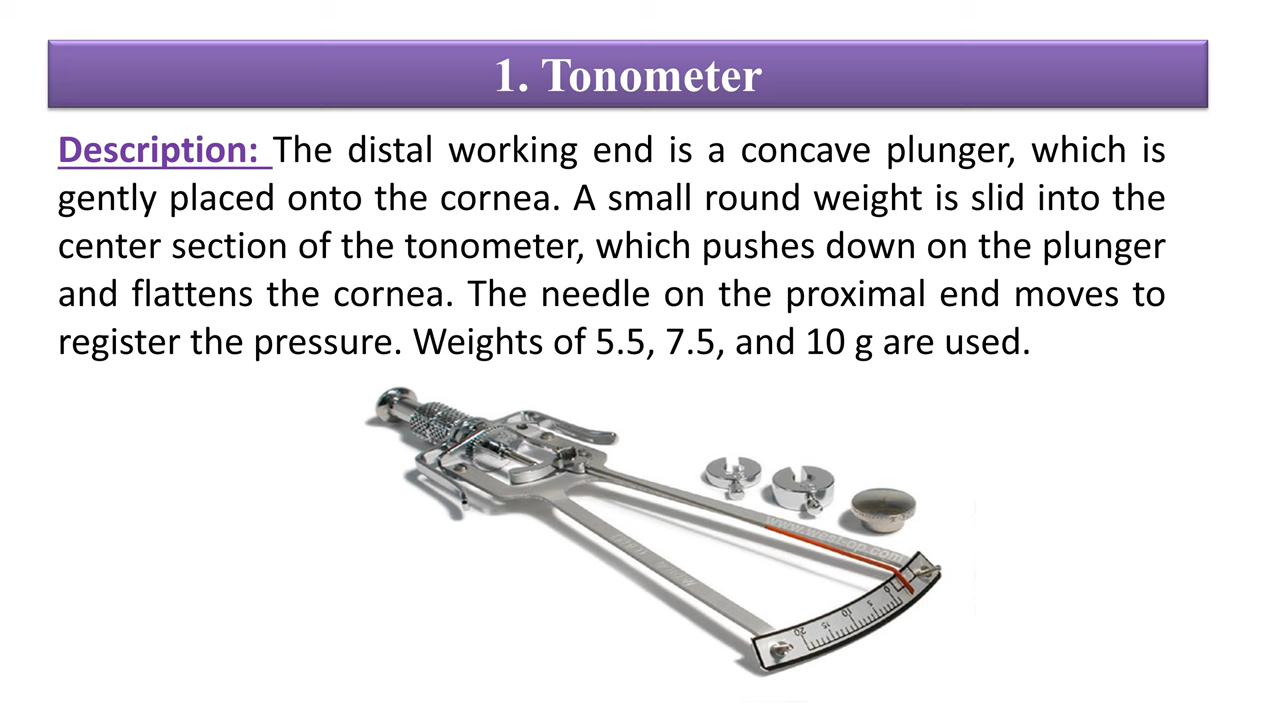 1. Tonometer
Description: The distal working end is a concave plunger, which is
gently placed onto the cornea. A small round weight is slid into the
center section of the tonometer, which pushes down on the plunger
and flattens the cornea. The needle on the proximal end moves to
register the pressure. Weights of 5.5, 7.5, and 10 g are used.
www.west-op.com
20 15 10 5 0